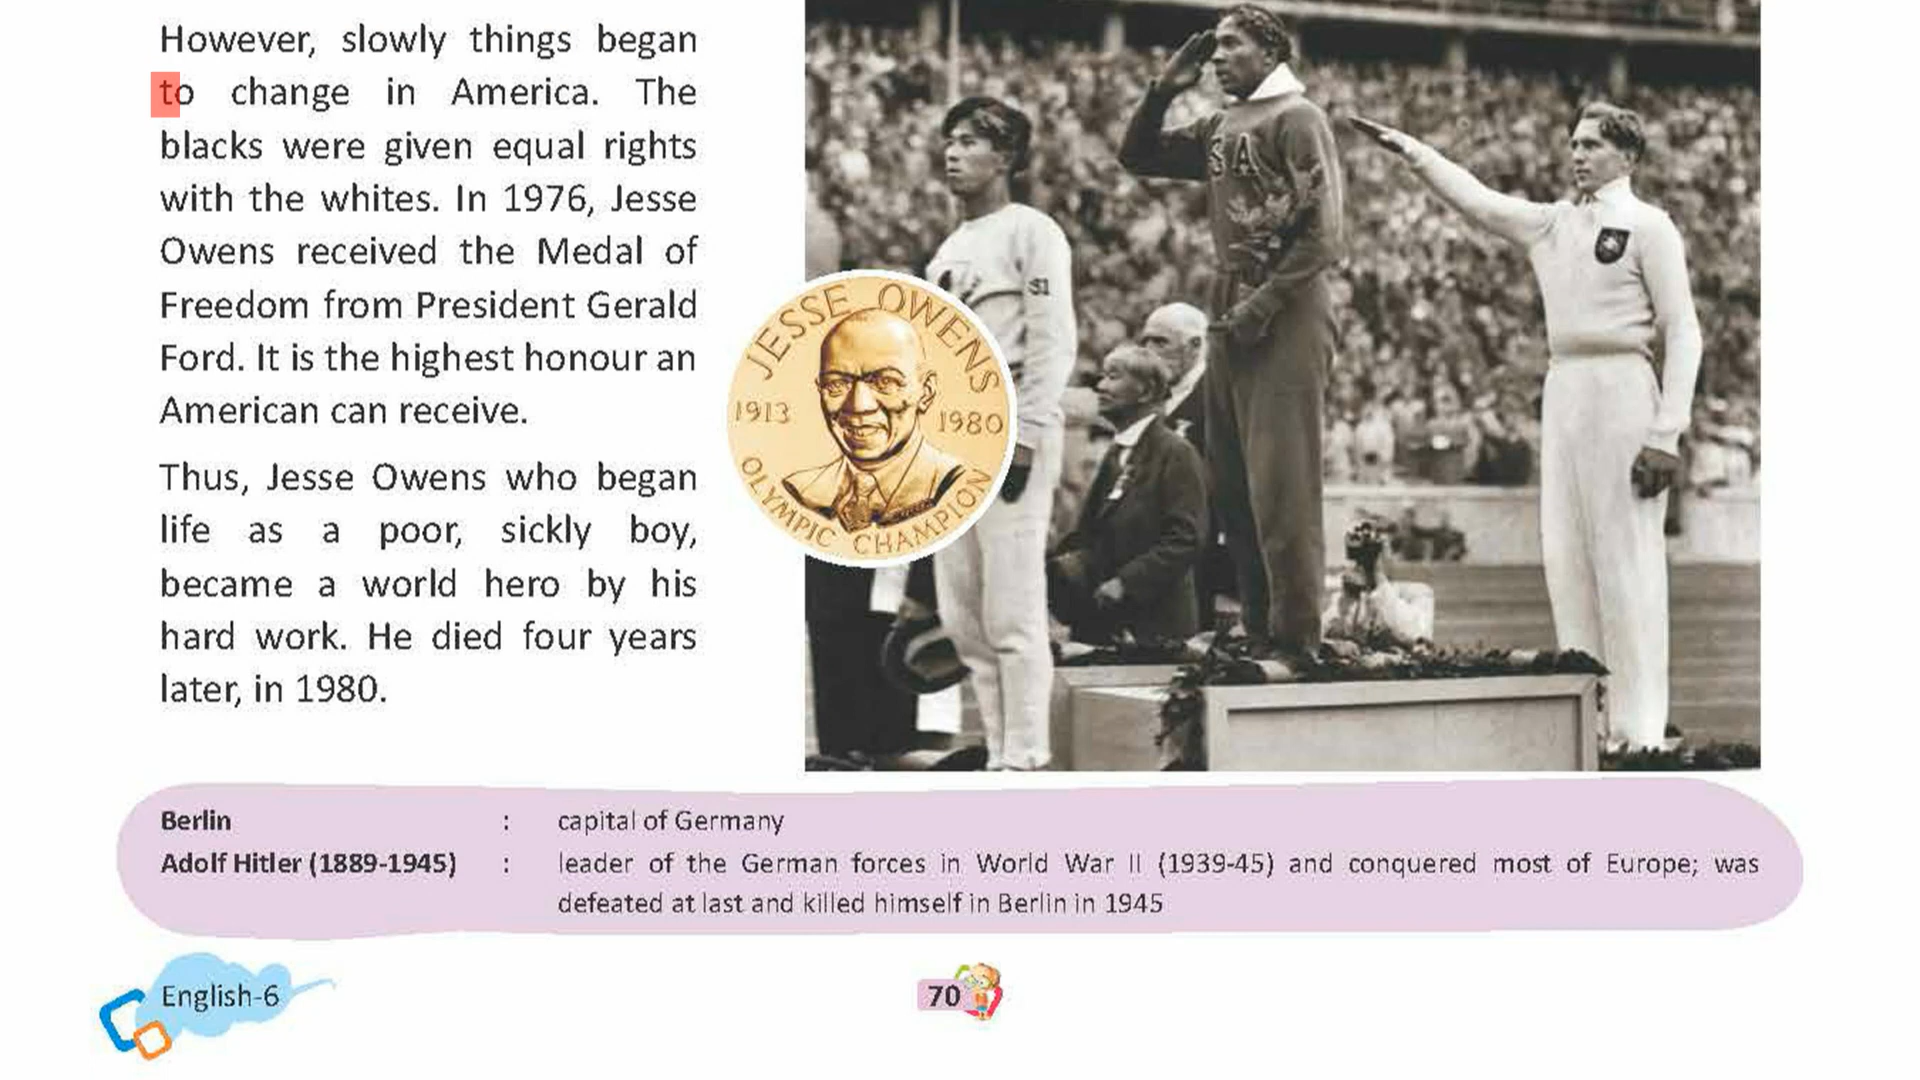 However, slowly things began
to change in America. The
blacks were given equal rights
with the whites. In 1976, Jesse
Owens received the Medal of
Freedom from President Gerald
Ford. It is the highest honour an
American can receive.
Thus, Jesse Owens who began
life as a poor, sickly boy,
became a world hero by his
hard work. He died four years
later, in 1980.
SA
JESSE OWENS
1913 1980
OLYMPIC CHAMPION
Berlin : capital of Germany
Adolf Hitler (1889-1945) : leader of the German forces in World War II (1939-45) and conquered most of Europe; was
defeated at last and killed himself in Berlin in 1945
English-6
70